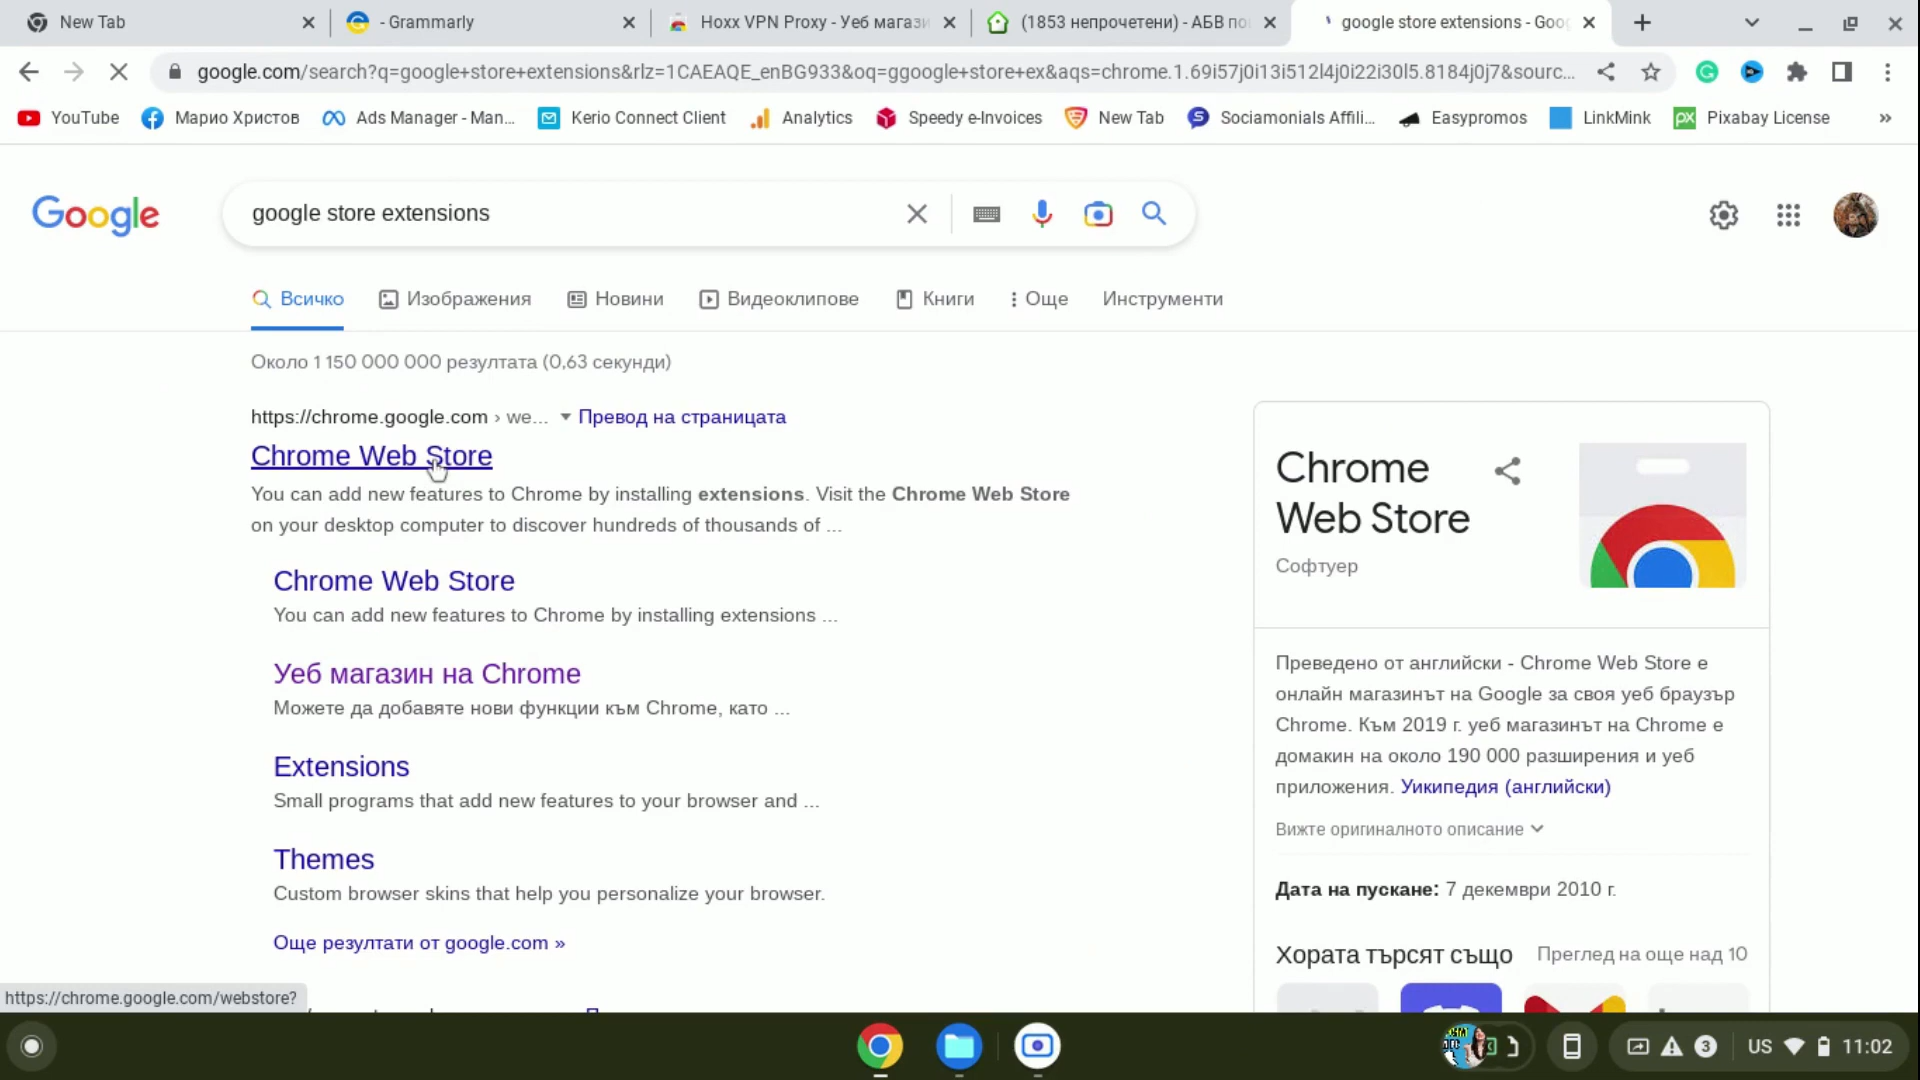 New Tab
- Grammarly
Hoxx VPN Proxy - Уеб магази
(1853 непрочетени) - АБВ по
google store extensions - Goo
google.com/search?q=google+store+extensions&rlz=1CAEAQE_enBG933&oq=ggoogle+store+ex&aqs=chrome.1.69i57j0i13i512l4j0i22i30l5.8184j0j7&sourc...
YouTube
Марио Христов
Ads Manager - Man...
Kerio Connect Client
Analytics
Speedy e-Invoices
New Tab
Sociamonials Affili...
Easypromos
LinkMink
Pixabay License
Google
google store extensions
Всичко
Изображения
Новини
Видеоклипове
Книги
Още
Инструменти
Около 1 150 000 000 резултата (0,63 секунди)
https://chrome.google.com › we...
Превод на страницата
Chrome Web Store
You can add new features to Chrome by installing extensions. Visit the Chrome Web Store
on your desktop computer to discover hundreds of thousands of ...
Chrome Web Store
You can add new features to Chrome by installing extensions ...
Уеб магазин на Chrome
Можете да добавяте нови функции към Chrome, като ...
Extensions
Small programs that add new features to your browser and ...
Themes
Custom browser skins that help you personalize your browser.
Още резултати от google.com »
Chrome
Web Store
Софтуер
Преведено от английски - Chrome Web Store е
онлайн магазинът на Google за своя уеб браузър
Chrome. Към 2019 г. уеб магазинът на Chrome е
домакин на около 190 000 разширения и уеб
приложения. Уикипедия (английски)
Вижте оригиналното описание
Дата на пускане: 7 декември 2010 г.
Хората търсят също
Преглед на още над 10
https://chrome.google.com/webstore?
3
US
11:02